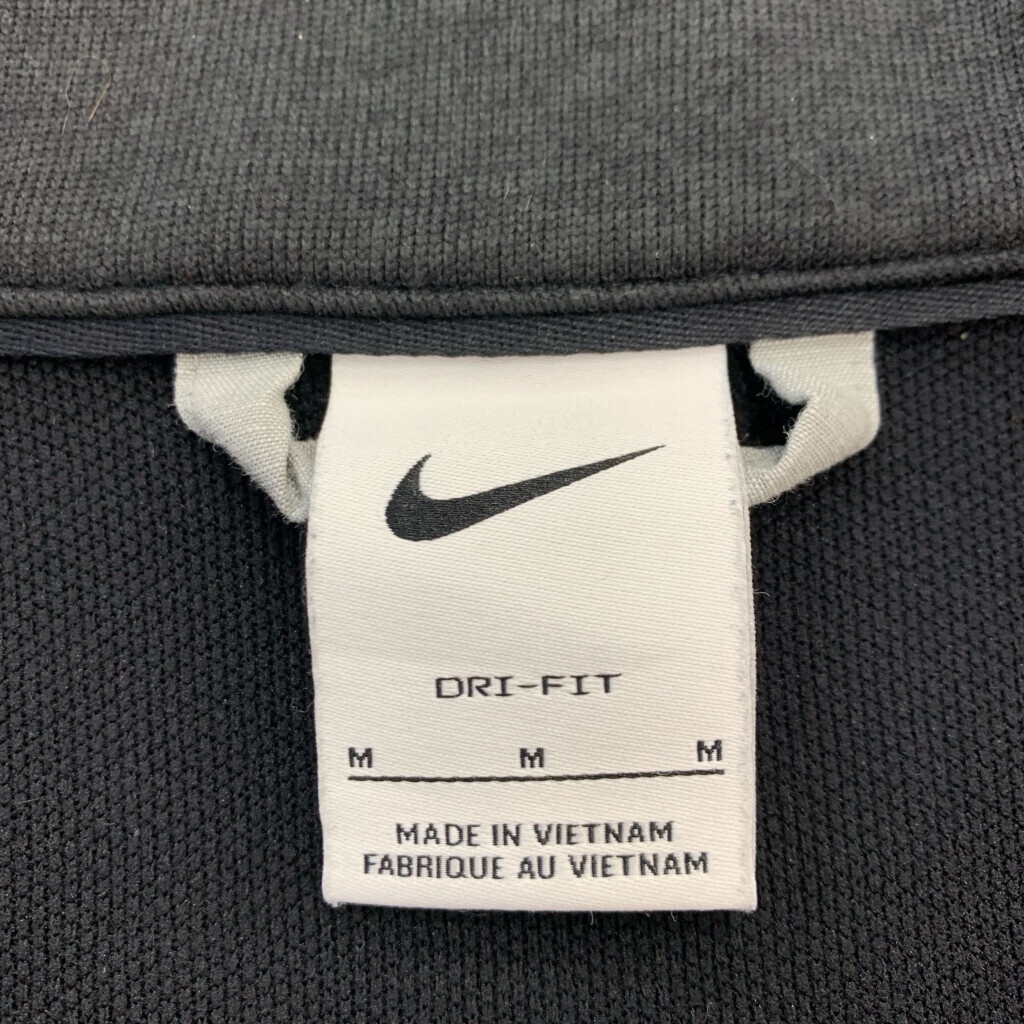 DRI-FIT
M M M
MADE IN VIETNAM
FABRIQUE AU VIETNAM